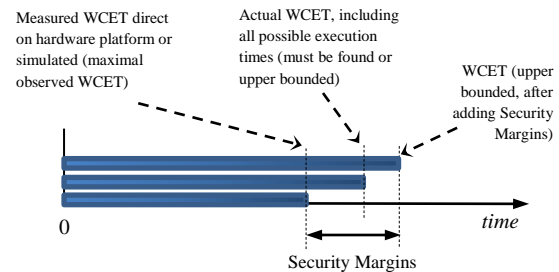 Measured WCET direct
on hardware platform or
simulated (maximal
observed WCET)
Actual WCET, including
all possible execution
times (must be found or
upper bounded)
WCET (upper
bounded, after
adding Security
Margins)
0
time
Security Margins